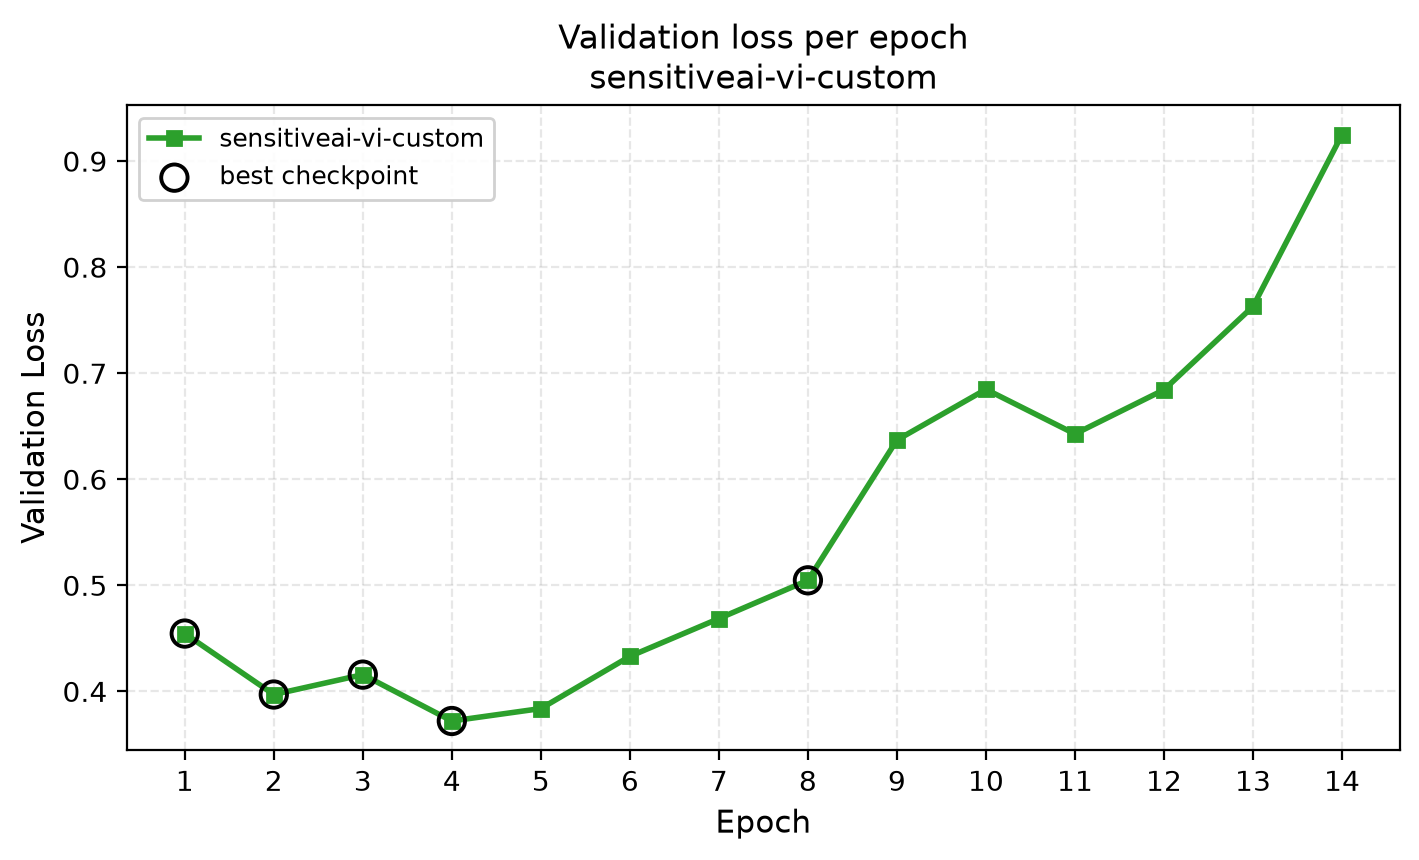 Validation loss per epoch
sensitiveai-vi-custom
sensitiveai-vi-custom
best checkpoint
Validation Loss
0.9
0.8
0.7
0.6
0.5
0.4
1 2 3 4 5 6 7 8 9 10 11 12 13 14
Epoch